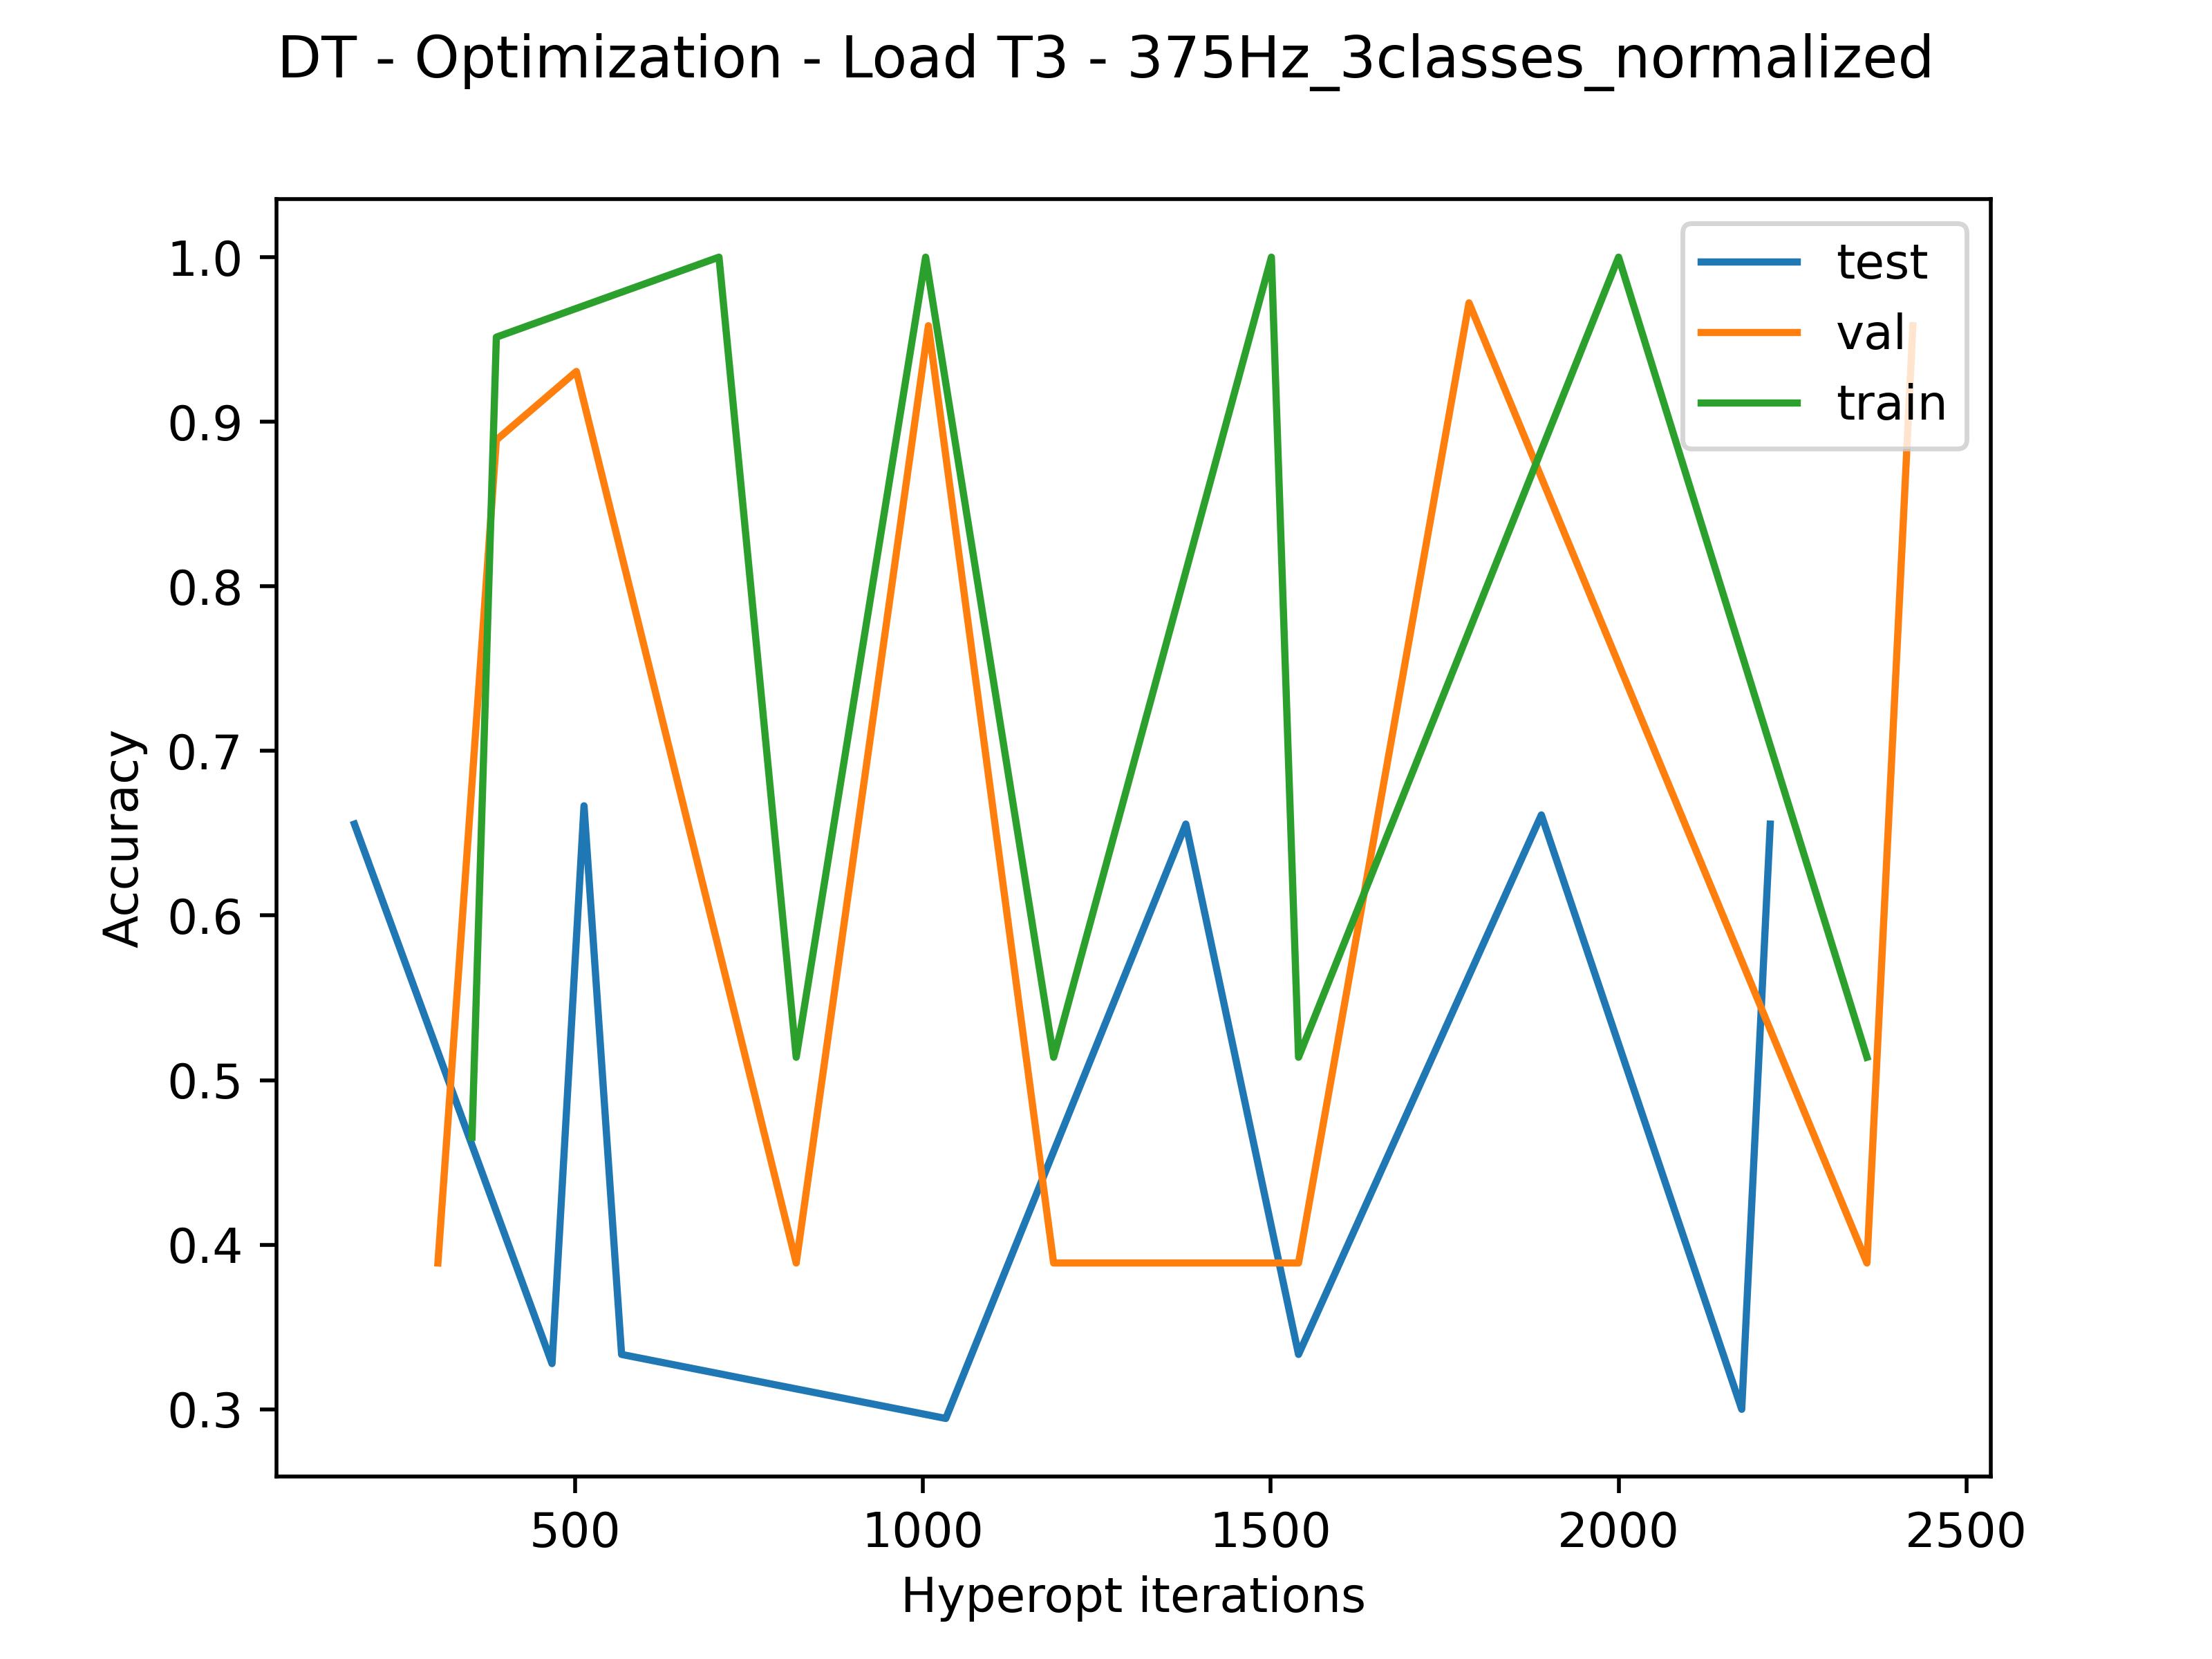 DT - Optimization - Load T3 - 375Hz_3classes_normalized
test
val
train
1.0
0.9
0.8
0.7
0.6
0.5
0.4
0.3
Accuracy
500 1000 1500 2000 2500
Hyperopt iterations